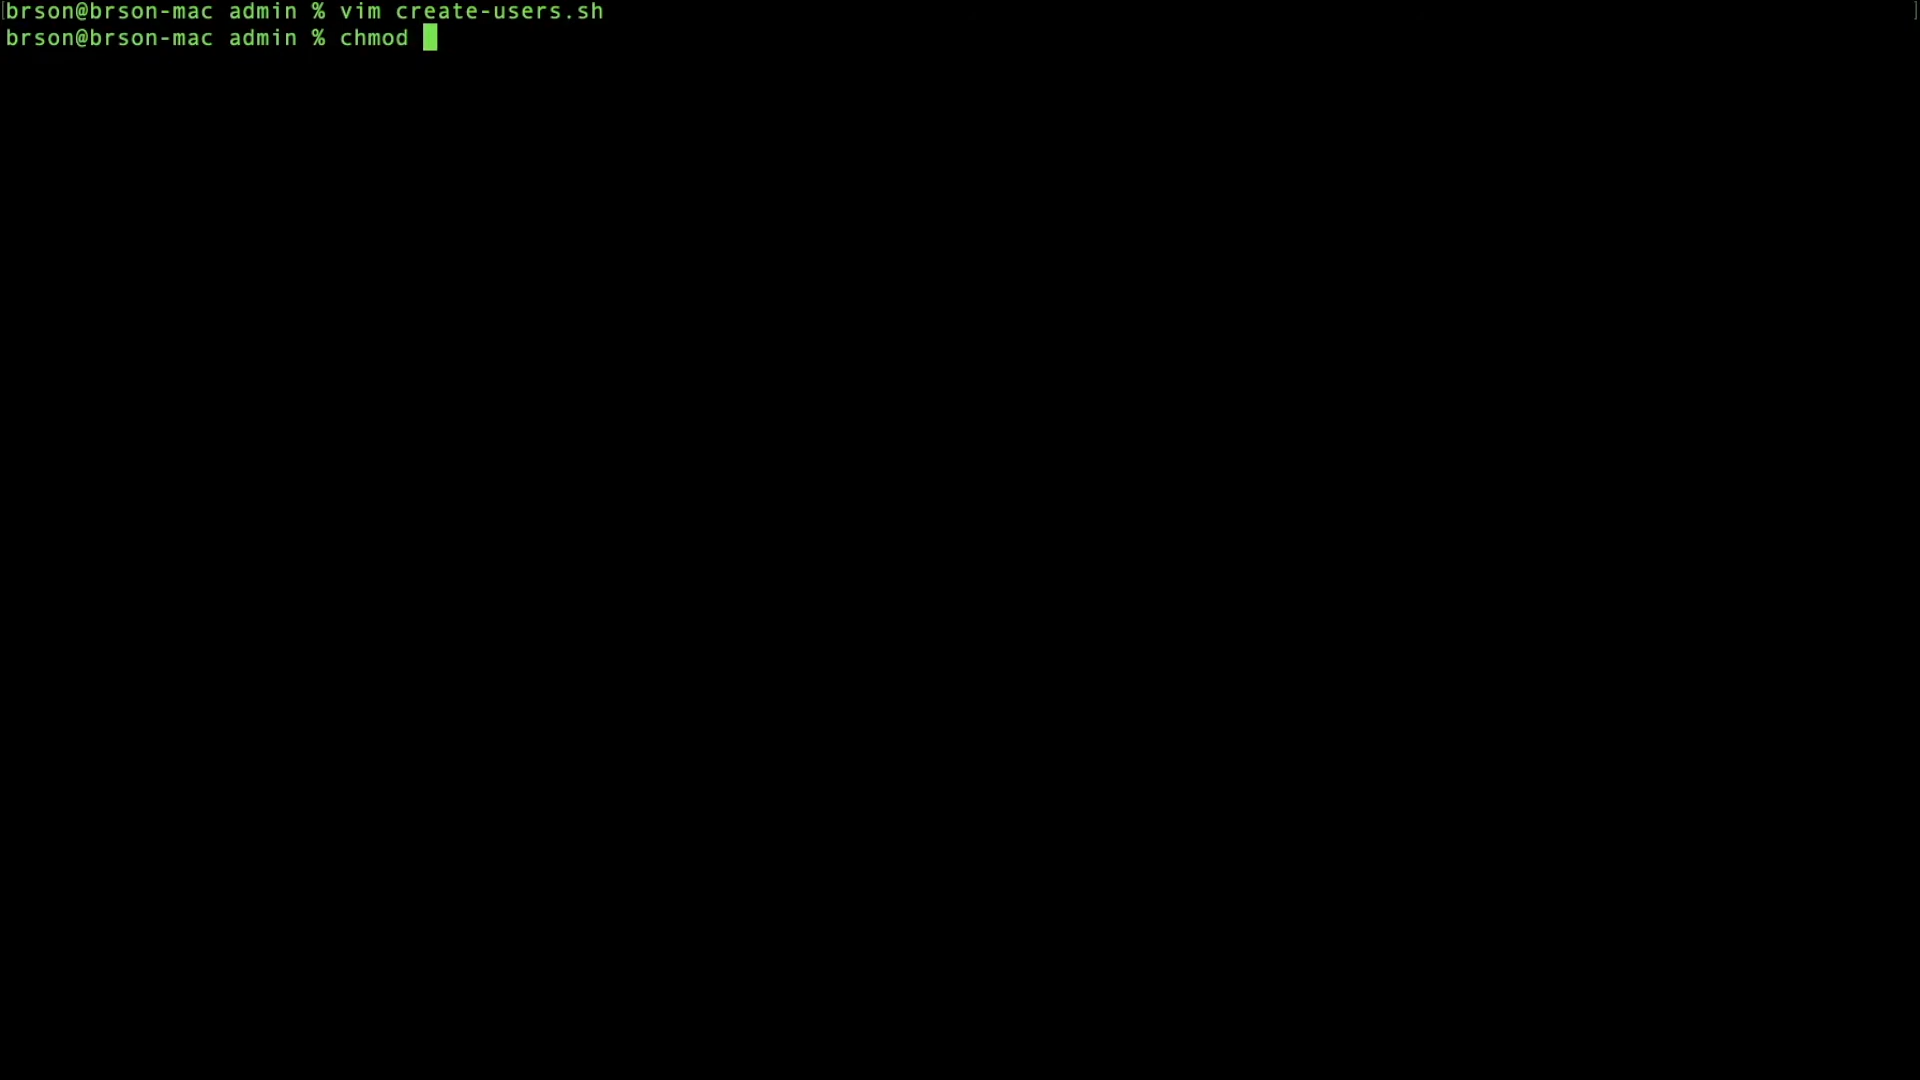 [brson@brson-mac admin % vim create-users.sh ]
brson@brson-mac admin % chmod